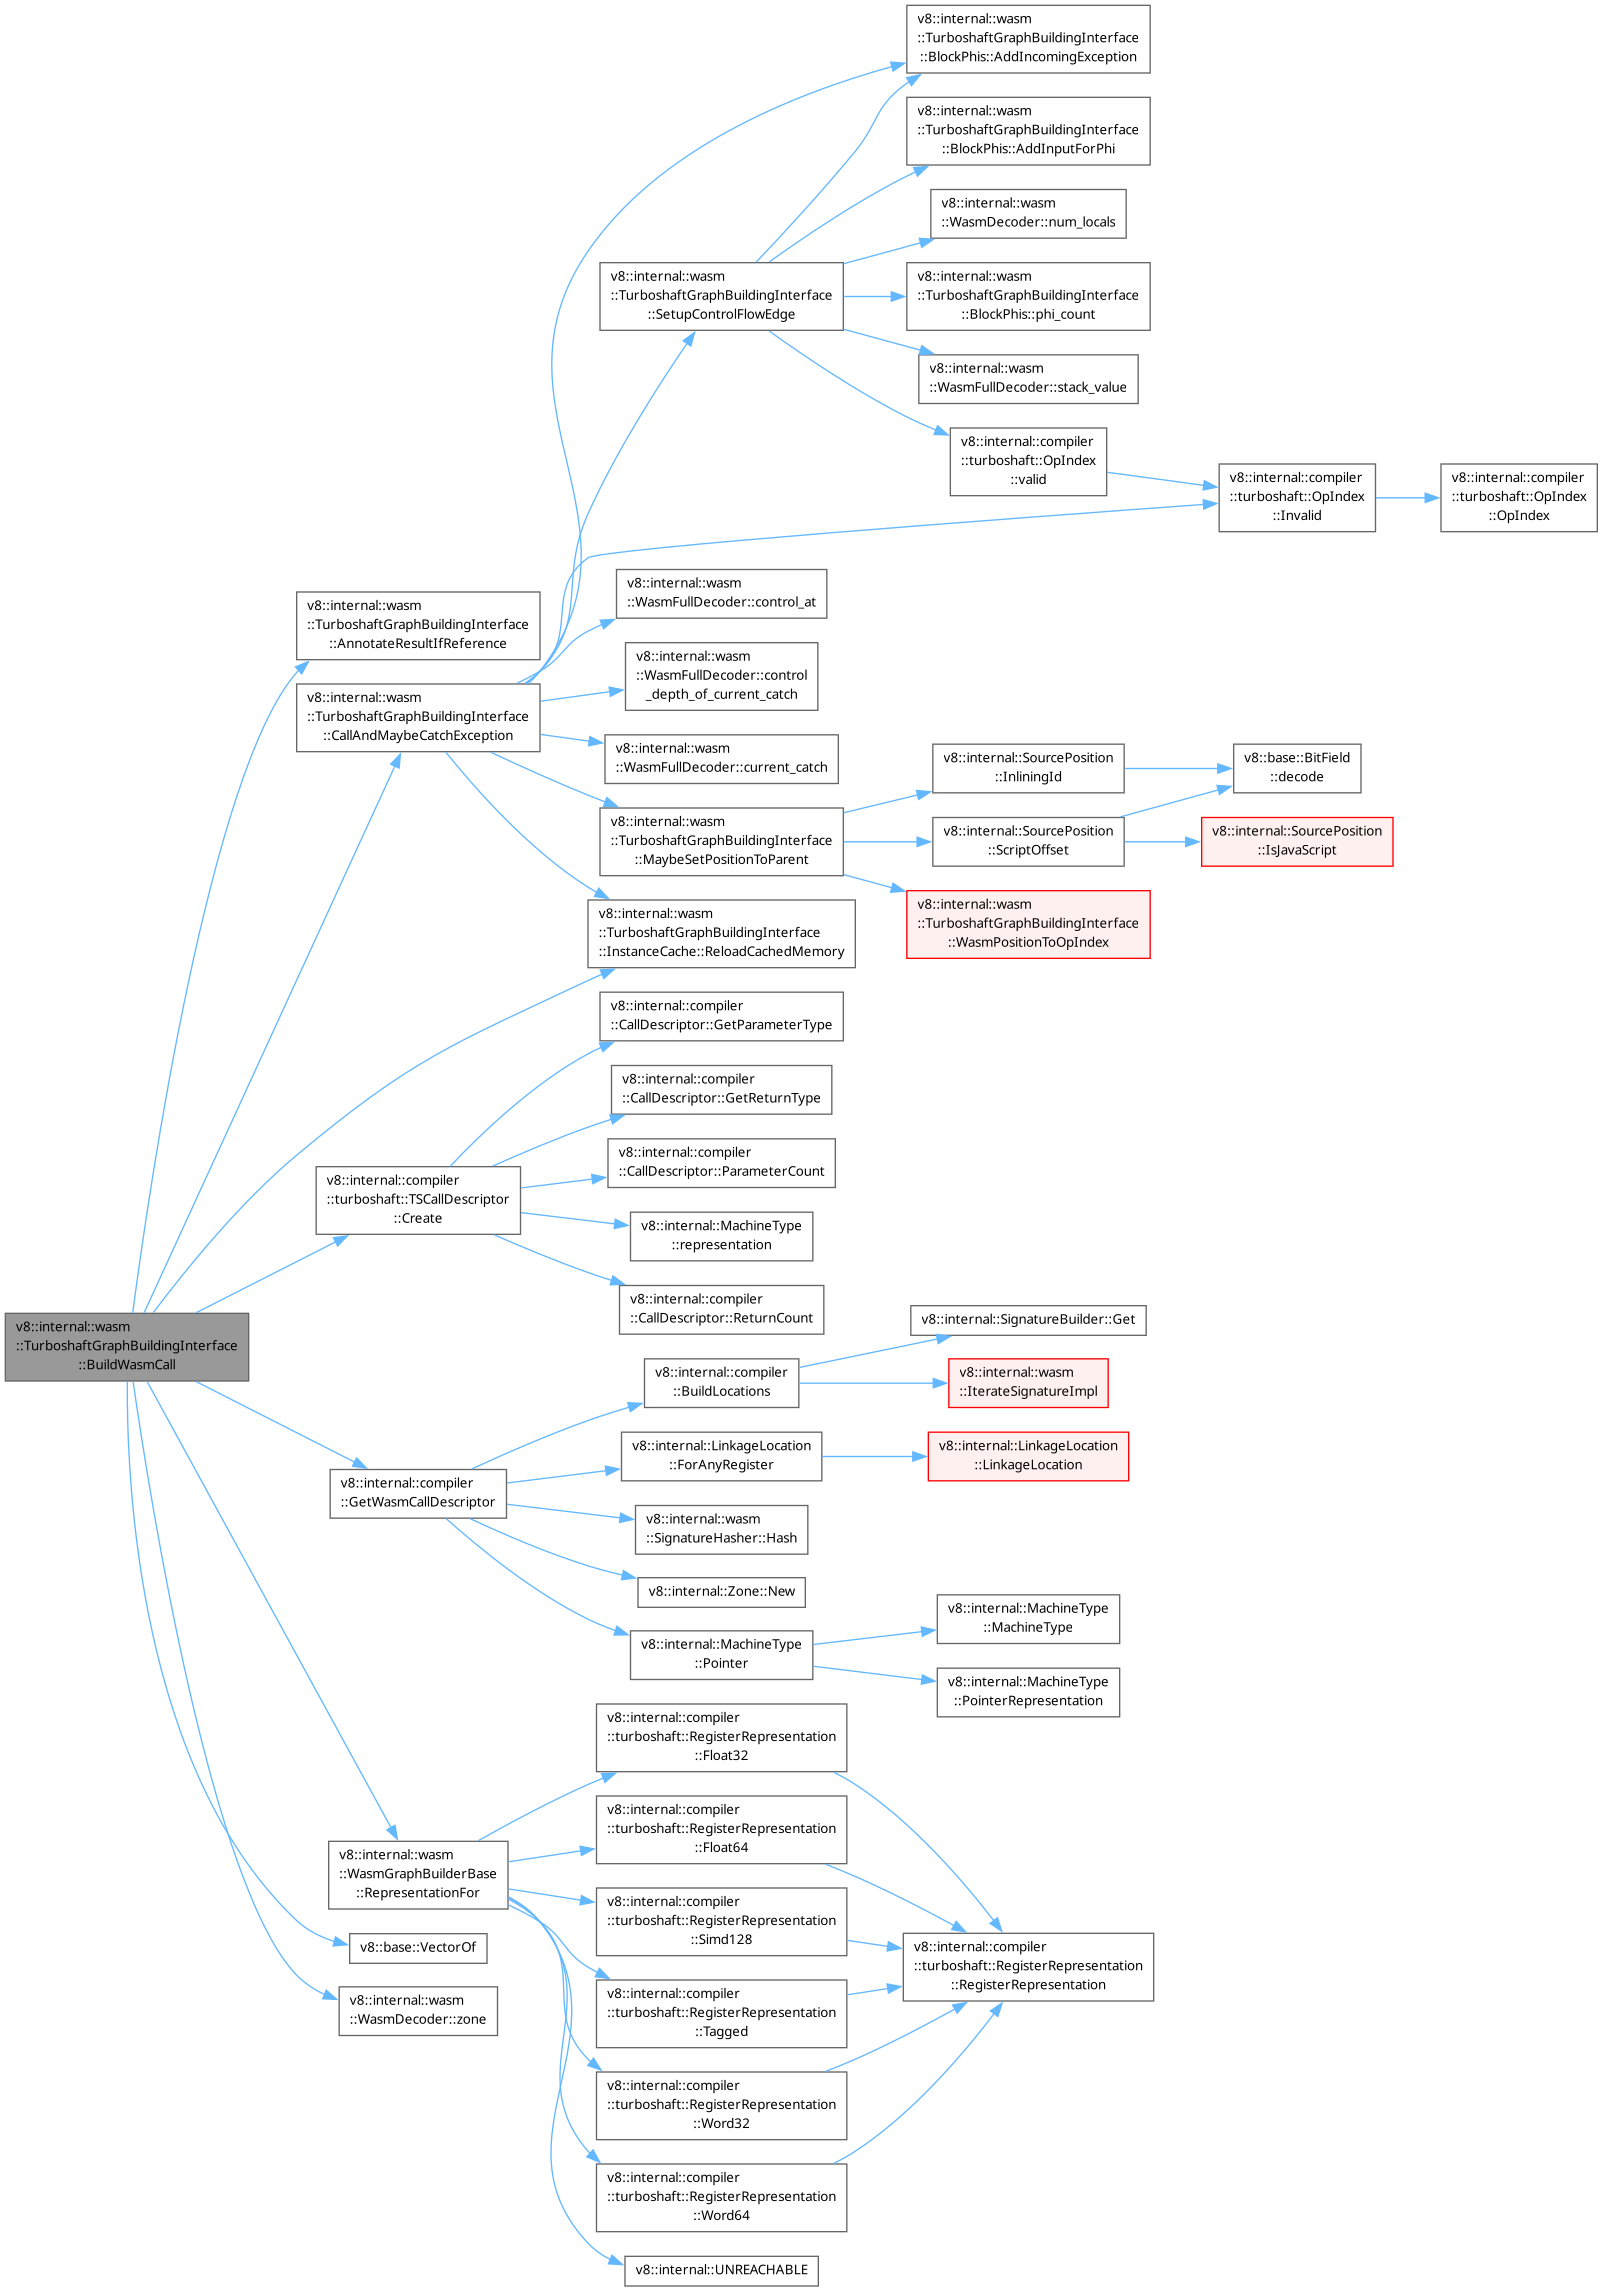 v8::internal::wasm
::TurboshaftGraphBuildingInterface
::BuildWasmCall
v8::internal::wasm
::TurboshaftGraphBuildingInterface
::AnnotateResultIfReference
v8::internal::wasm
::TurboshaftGraphBuildingInterface
::CallAndMaybeCatchException
v8::internal::compiler
::turboshaft::TSCallDescriptor
::Create
v8::internal::compiler
::GetWasmCallDescriptor
v8::internal::wasm
::WasmGraphBuilderBase
::RepresentationFor
v8::base::VectorOf
v8::internal::wasm
::WasmDecoder::zone
v8::internal::wasm
::TurboshaftGraphBuildingInterface
::SetupControlFlowEdge
v8::internal::wasm
::WasmFullDecoder::control_at
v8::internal::wasm
::WasmFullDecoder::control
_depth_of_current_catch
v8::internal::wasm
::WasmFullDecoder::current_catch
v8::internal::wasm
::TurboshaftGraphBuildingInterface
::MaybeSetPositionToParent
v8::internal::wasm
::TurboshaftGraphBuildingInterface
::InstanceCache::ReloadCachedMemory
v8::internal::compiler
::CallDescriptor::GetParameterType
v8::internal::compiler
::CallDescriptor::GetReturnType
v8::internal::compiler
::CallDescriptor::ParameterCount
v8::internal::MachineType
::representation
v8::internal::compiler
::CallDescriptor::ReturnCount
v8::internal::compiler
::BuildLocations
v8::internal::LinkageLocation
::ForAnyRegister
v8::internal::wasm
::SignatureHasher::Hash
v8::internal::Zone::New
v8::internal::MachineType
::Pointer
v8::internal::compiler
::turboshaft::RegisterRepresentation
::Float32
v8::internal::compiler
::turboshaft::RegisterRepresentation
::Float64
v8::internal::compiler
::turboshaft::RegisterRepresentation
::Simd128
v8::internal::compiler
::turboshaft::RegisterRepresentation
::Tagged
v8::internal::compiler
::turboshaft::RegisterRepresentation
::Word32
v8::internal::compiler
::turboshaft::RegisterRepresentation
::Word64
v8::internal::UNREACHABLE
v8::internal::wasm
::TurboshaftGraphBuildingInterface
::BlockPhis::AddIncomingException
v8::internal::wasm
::TurboshaftGraphBuildingInterface
::BlockPhis::AddInputForPhi
v8::internal::wasm
::WasmDecoder::num_locals
v8::internal::wasm
::TurboshaftGraphBuildingInterface
::BlockPhis::phi_count
v8::internal::wasm
::WasmFullDecoder::stack_value
v8::internal::compiler
::turboshaft::OpIndex
::valid
v8::internal::SourcePosition
::InliningId
v8::internal::SourcePosition
::ScriptOffset
v8::internal::wasm
::TurboshaftGraphBuildingInterface
::WasmPositionToOpIndex
v8::internal::SignatureBuilder::Get
v8::internal::wasm
::IterateSignatureImpl
v8::internal::LinkageLocation
::LinkageLocation
v8::internal::MachineType
::MachineType
v8::internal::MachineType
::PointerRepresentation
v8::internal::compiler
::turboshaft::RegisterRepresentation
::RegisterRepresentation
v8::internal::compiler
::turboshaft::OpIndex
::Invalid
v8::base::BitField
::decode
v8::internal::SourcePosition
::IsJavaScript
v8::internal::compiler
::turboshaft::OpIndex
::OpIndex